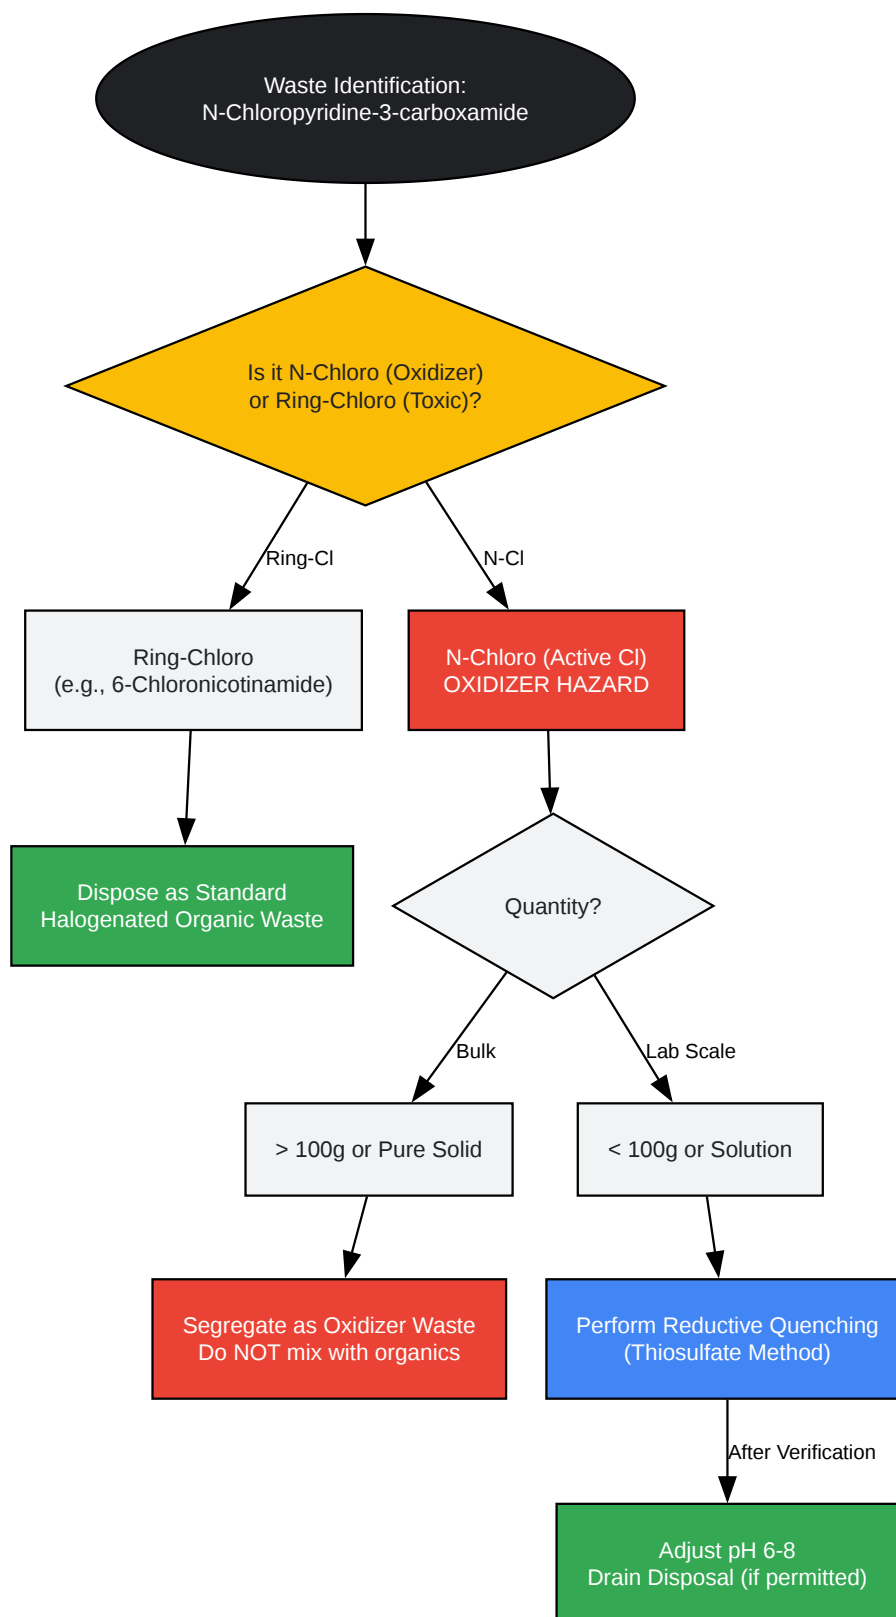 Waste Identification:
N-Chloropyridine-3-carboxamide
Is it N-Chloro (Oxidizer)
or Ring-Chloro (Toxic)?
Ring-Cl
N-Cl
Ring-Chloro
(e.g., 6-Chloronicotinamide)
N-Chloro (Active Cl)
OXIDIZER HAZARD
Dispose as Standard
Halogenated Organic Waste
Quantity?
Bulk
Lab Scale
> 100g or Pure Solid
< 100g or Solution
Segregate as Oxidizer Waste
Do NOT mix with organics
Perform Reductive Quenching
(Thiosulfate Method)
After Verification
Adjust pH 6-8
Drain Disposal (if permitted)